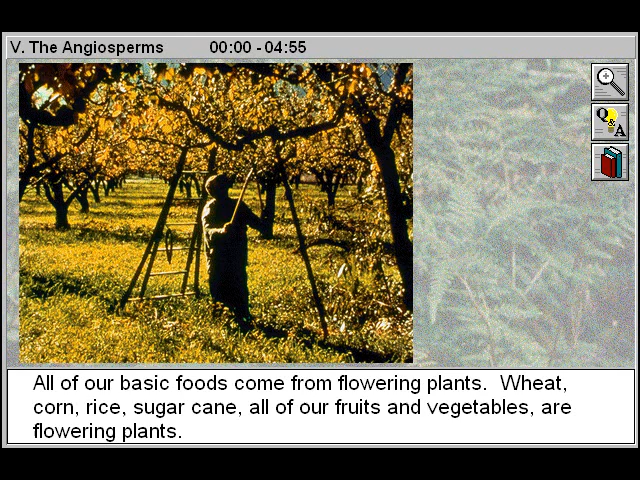 V. The Angiosperms 00:00 - 04:55
Q&A
All of our basic foods come from flowering plants. Wheat,
corn, rice, sugar cane, all of our fruits and vegetables, are
flowering plants.